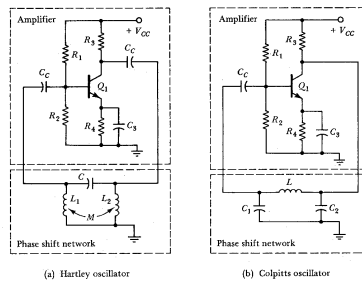 Amplifier
+ V_CC
R_1
R_3
C_C
C_C
Q_1
R_2
R_4
C_3
C
L_1
L_2
M
Phase shift network
(a) Hartley oscillator
Amplifier
+ V_CC
R_1
R_3
C_C
Q_1
R_2
R_4
C_3
L
C_1
C_2
Phase shift network
(b) Colpitts oscillator